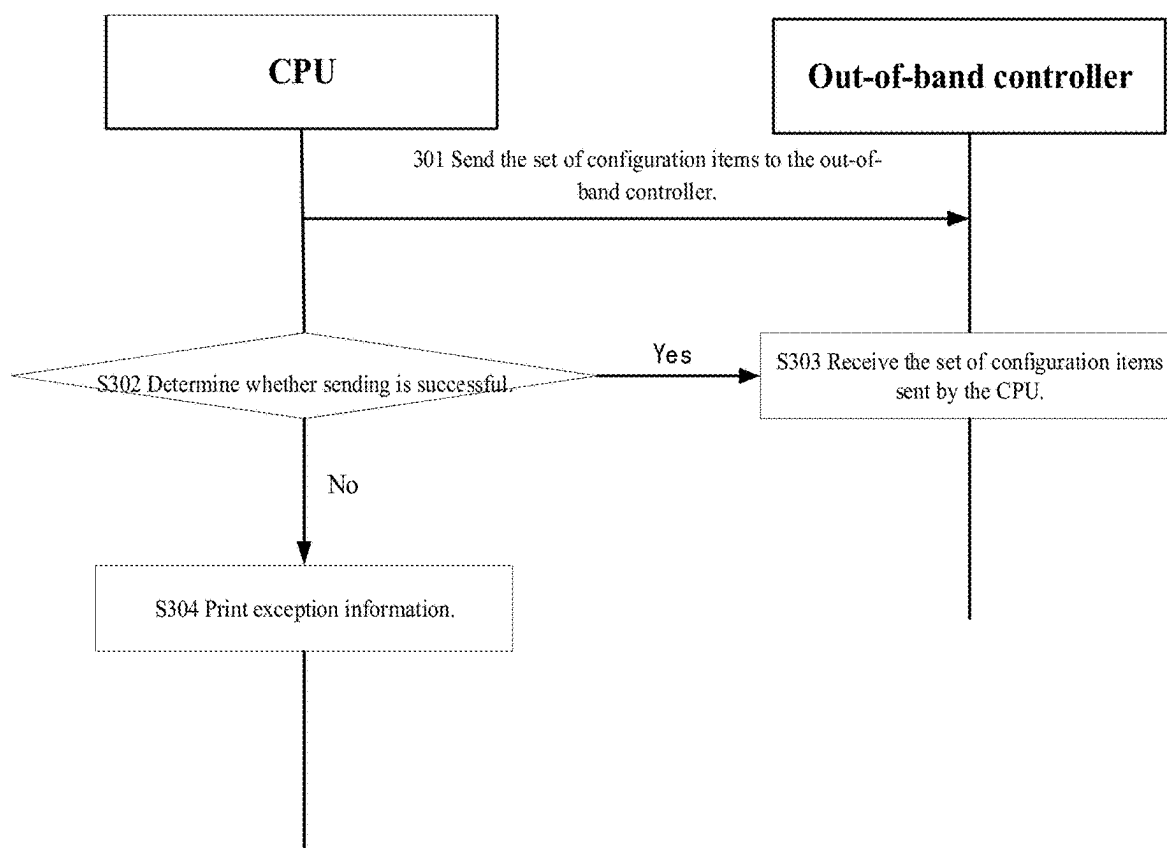 CPU
Out-of-band controller
301 Send the set of configuration items to the out-of-
band controller.
S302 Determine whether sending is successful.
Yes
S303 Receive the set of configuration items
sent by the CPU.
No
S304 Print exception information.